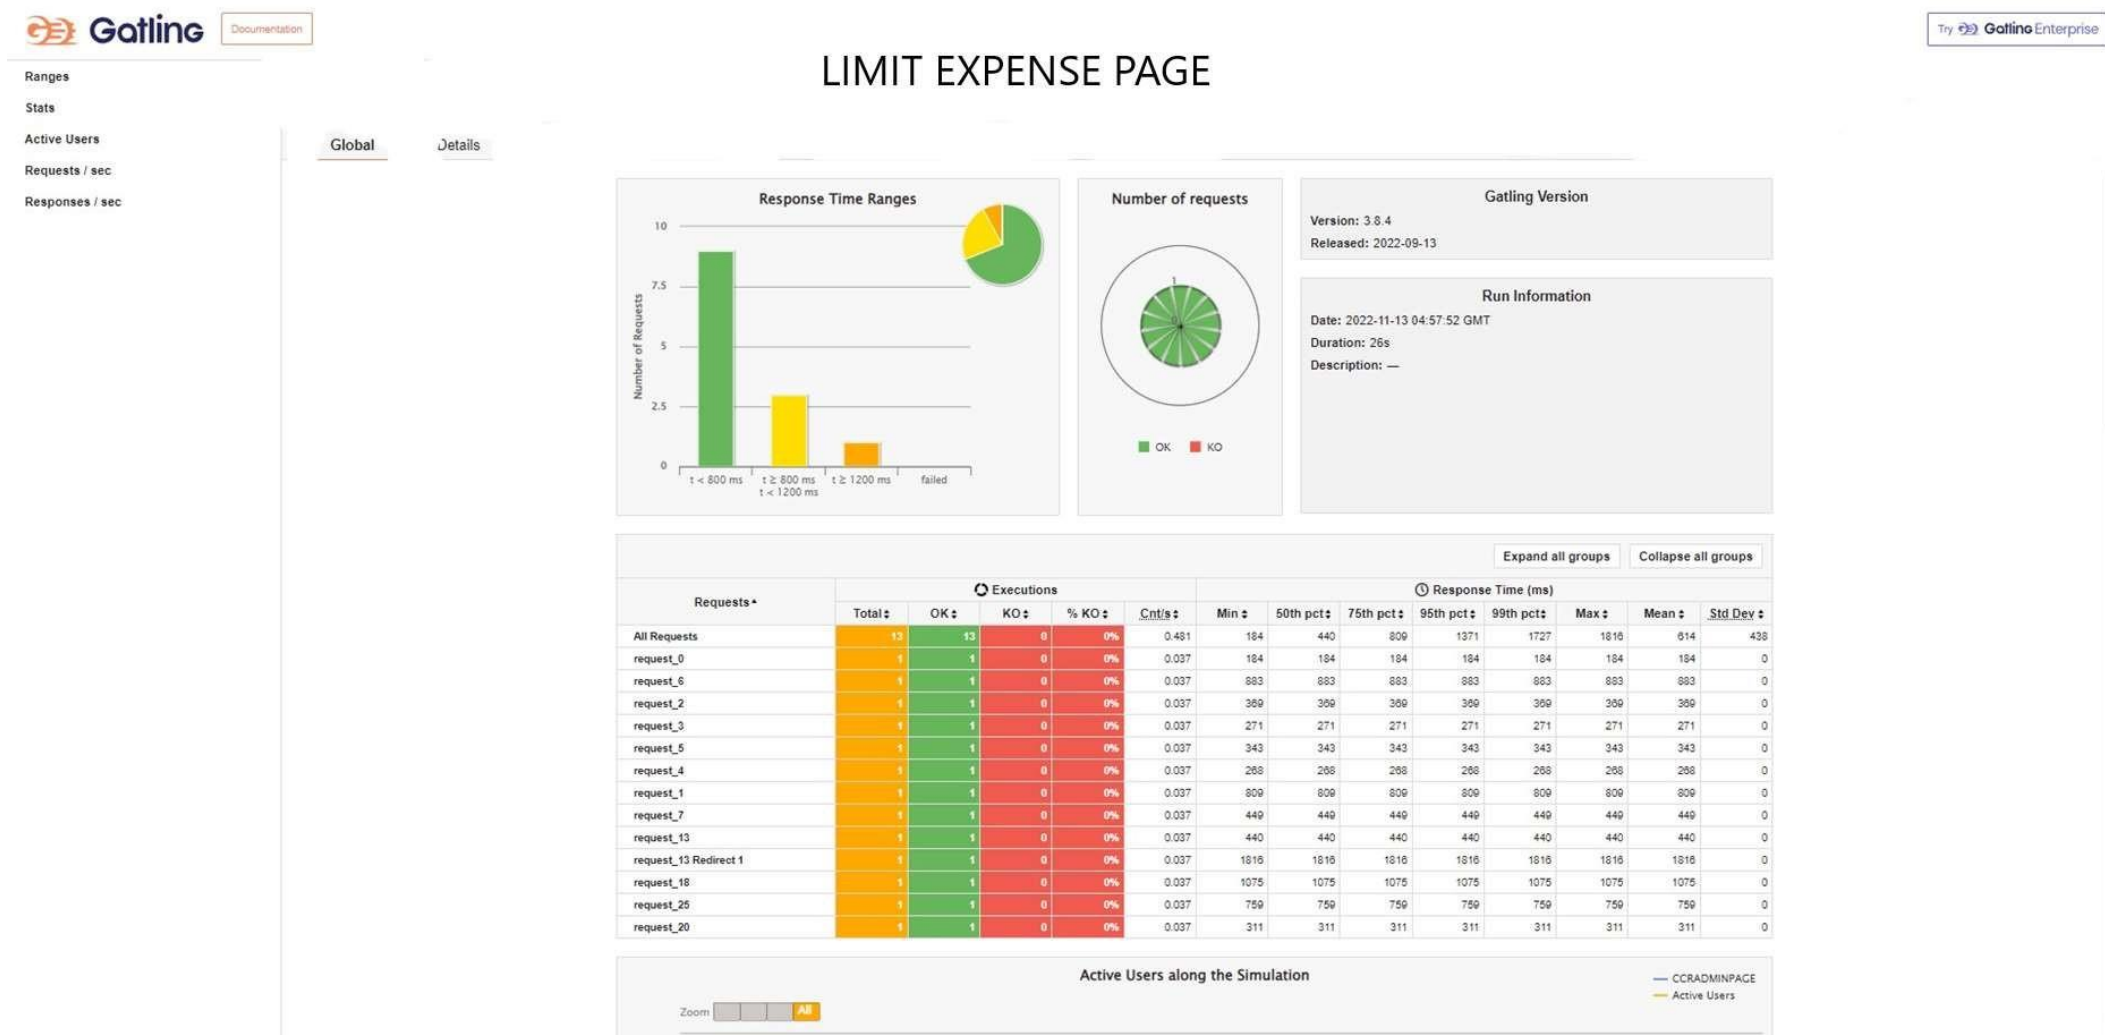 Gatling Documentation
Try Gatling Enterprise
LIMIT EXPENSE PAGE
Ranges
Stats
Active Users
Requests / sec
Responses / sec
Global Details
Response Time Ranges
10
7.5
5
2.5
0
Number of Requests
t < 800 ms
t ≥ 800 ms
t < 1200 ms
t ≥ 1200 ms
failed
Number of requests
1
0
OK KO
Gatling Version
Version: 3.8.4
Released: 2022-09-13
Run Information
Date: 2022-11-13 04:57:52 GMT
Duration: 26s
Description: —
Expand all groups Collapse all groups
Requests Executions Response Time (ms)
Total OK KO % KO Cnt/s Min 50th pct 75th pct 95th pct 99th pct Max Mean Std Dev
All Requests 13 13 0 0% 0.481 184 440 809 1371 1727 1816 614 438
request_0 1 1 0 0% 0.037 184 184 184 184 184 184 184 0
request_6 1 1 0 0% 0.037 883 883 883 883 883 883 883 0
request_2 1 1 0 0% 0.037 369 369 369 369 369 369 369 0
request_3 1 1 0 0% 0.037 271 271 271 271 271 271 271 0
request_5 1 1 0 0% 0.037 343 343 343 343 343 343 343 0
request_4 1 1 0 0% 0.037 268 268 268 268 268 268 268 0
request_1 1 1 0 0% 0.037 809 809 809 809 809 809 809 0
request_7 1 1 0 0% 0.037 449 449 449 449 449 449 449 0
request_13 1 1 0 0% 0.037 440 440 440 440 440 440 440 0
request_13 Redirect 1 1 1 0 0% 0.037 1816 1816 1816 1816 1816 1816 1816 0
request_18 1 1 0 0% 0.037 1075 1075 1075 1075 1075 1075 1075 0
request_25 1 1 0 0% 0.037 759 759 759 759 759 759 759 0
request_20 1 1 0 0% 0.037 311 311 311 311 311 311 311 0
Active Users along the Simulation
CCRADMINPAGE
Active Users
Zoom All